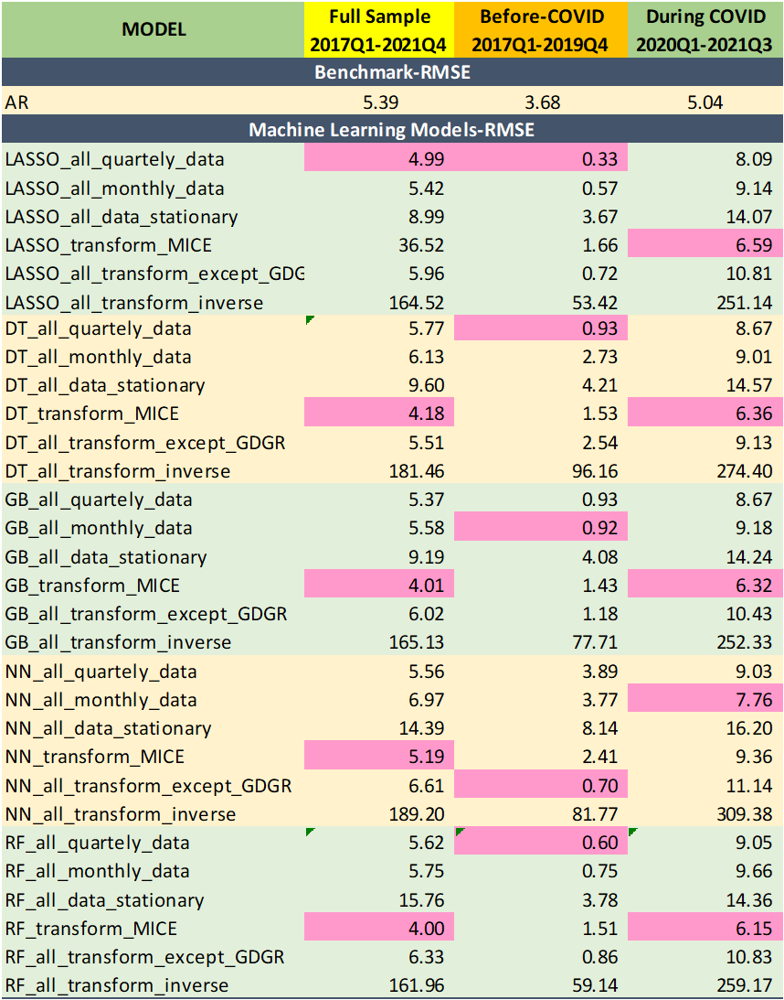 MODEL Full Sample Before-COVID During COVID
2017Q1-2021Q4 2017Q1-2019Q4 2020Q1-2021Q3
Benchmark-RMSE
AR 5.39 3.68 5.04
Machine Learning Models-RMSE
LASSO_all_quartely_data 4.99 0.33 8.09
LASSO_all_monthly_data 5.42 0.57 9.14
LASSO_all_data_stationary 8.99 3.67 14.07
LASSO_transform_MICE 36.52 1.66 6.59
LASSO_all_transform_except_GDG 5.96 0.72 10.81
LASSO_all_transform_inverse 164.52 53.42 251.14
DT_all_quartely_data 5.77 0.93 8.67
DT_all_monthly_data 6.13 2.73 9.01
DT_all_data_stationary 9.60 4.21 14.57
DT_transform_MICE 4.18 1.53 6.36
DT_all_transform_except_GDGR 5.51 2.54 9.13
DT_all_transform_inverse 181.46 96.16 274.40
GB_all_quartely_data 5.37 0.93 8.67
GB_all_monthly_data 5.58 0.92 9.18
GB_all_data_stationary 9.19 4.08 14.24
GB_transform_MICE 4.01 1.43 6.32
GB_all_transform_except_GDGR 6.02 1.18 10.43
GB_all_transform_inverse 165.13 77.71 252.33
NN_all_quartely_data 5.56 3.89 9.03
NN_all_monthly_data 6.97 3.77 7.76
NN_all_data_stationary 14.39 8.14 16.20
NN_transform_MICE 5.19 2.41 9.36
NN_all_transform_except_GDGR 6.61 0.70 11.14
NN_all_transform_inverse 189.20 81.77 309.38
RF_all_quartely_data 5.62 0.60 9.05
RF_all_monthly_data 5.75 0.75 9.66
RF_all_data_stationary 15.76 3.78 14.36
RF_transform_MICE 4.00 1.51 6.15
RF_all_transform_except_GDGR 6.33 0.86 10.83
RF_all_transform_inverse 161.96 59.14 259.17